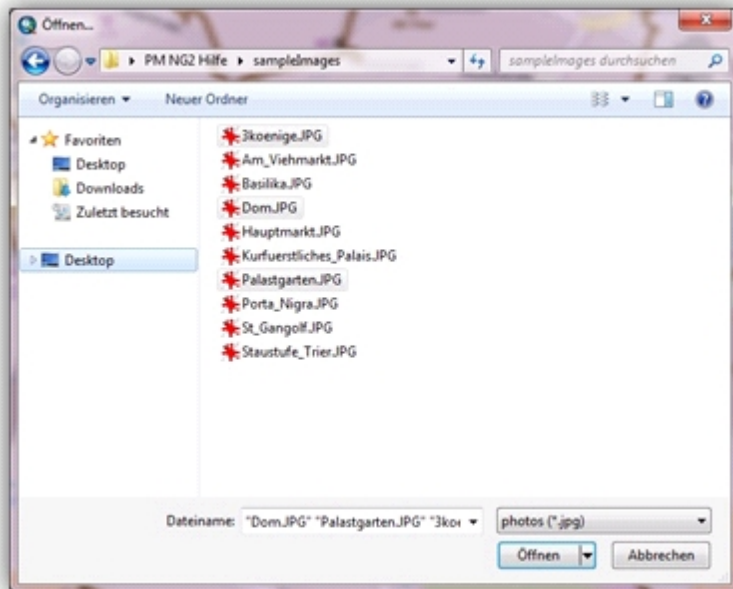 Öffnen...
PM NG2 Hilfe sampleImages sampleImages durchsuchen
Organisieren Neuer Ordner
Favoriten
Desktop
Downloads
Zuletzt besucht
Desktop
3koenige.JPG
Am_Viehmarkt.JPG
Basilika.JPG
Dom.JPG
Hauptmarkt.JPG
Kurfuerstliches_Palais.JPG
Palastgarten.JPG
Porta_Nigra.JPG
St_Gangolf.JPG
Staustufe_Trier.JPG
Dateiname: "Dom.JPG" "Palastgarten.JPG" "3koe photos (*.jpg)
Öffnen Abbrechen